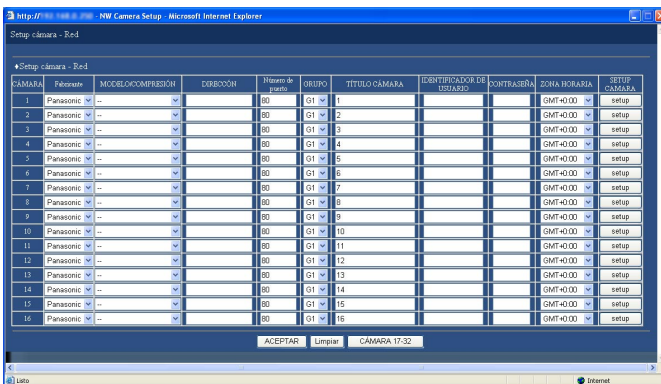 http:// - NW Camera Setup - Microsoft Internet Explorer
Setup cámara - Red
♦Setup cámara - Red
CÁMARA Fabricante MODELO/COMPRESIÓN DIRECCÓN Número de puerto GRUPO TÍTULO CÁMARA IDENTIFICADOR DE USUARIO CONTRASEÑA ZONA HORARIA SETUP CAMARA
1 Panasonic -- 80 G1 1 GMT+0:00 setup
2 Panasonic -- 80 G1 2 GMT+0:00 setup
3 Panasonic -- 80 G1 3 GMT+0:00 setup
4 Panasonic -- 80 G1 4 GMT+0:00 setup
5 Panasonic -- 80 G1 5 GMT+0:00 setup
6 Panasonic -- 80 G1 6 GMT+0:00 setup
7 Panasonic -- 80 G1 7 GMT+0:00 setup
8 Panasonic -- 80 G1 8 GMT+0:00 setup
9 Panasonic -- 80 G1 9 GMT+0:00 setup
10 Panasonic -- 80 G1 10 GMT+0:00 setup
11 Panasonic -- 80 G1 11 GMT+0:00 setup
12 Panasonic -- 80 G1 12 GMT+0:00 setup
13 Panasonic -- 80 G1 13 GMT+0:00 setup
14 Panasonic -- 80 G1 14 GMT+0:00 setup
15 Panasonic -- 80 G1 15 GMT+0:00 setup
16 Panasonic -- 80 G1 16 GMT+0:00 setup
ACEPTAR Limpiar CÁMARA 17-32
Listo Internet